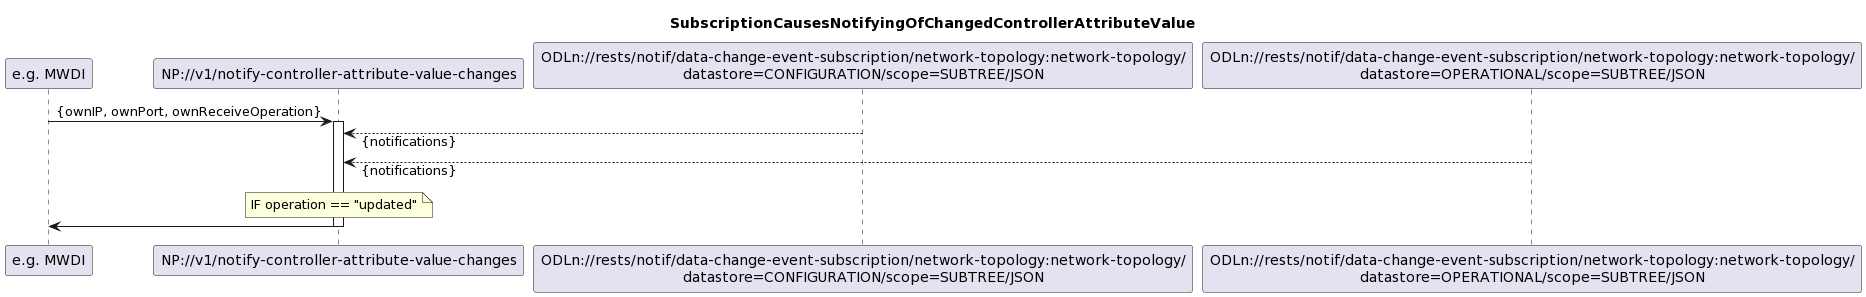 SubscriptionCausesNotifyingOfChangedControllerAttributeValue
e.g. MWDI
NP://v1/notify-controller-attribute-value-changes
ODLn://rests/notif/data-change-event-subscription/network-topology:network-topology/
datastore=CONFIGURATION/scope=SUBTREE/JSON
ODLn://rests/notif/data-change-event-subscription/network-topology:network-topology/
datastore=OPERATIONAL/scope=SUBTREE/JSON
{ownIP, ownPort, ownReceiveOperation}
{notifications}
{notifications}
IF operation == "updated"
e.g. MWDI
NP://v1/notify-controller-attribute-value-changes
ODLn://rests/notif/data-change-event-subscription/network-topology:network-topology/
datastore=CONFIGURATION/scope=SUBTREE/JSON
ODLn://rests/notif/data-change-event-subscription/network-topology:network-topology/
datastore=OPERATIONAL/scope=SUBTREE/JSON